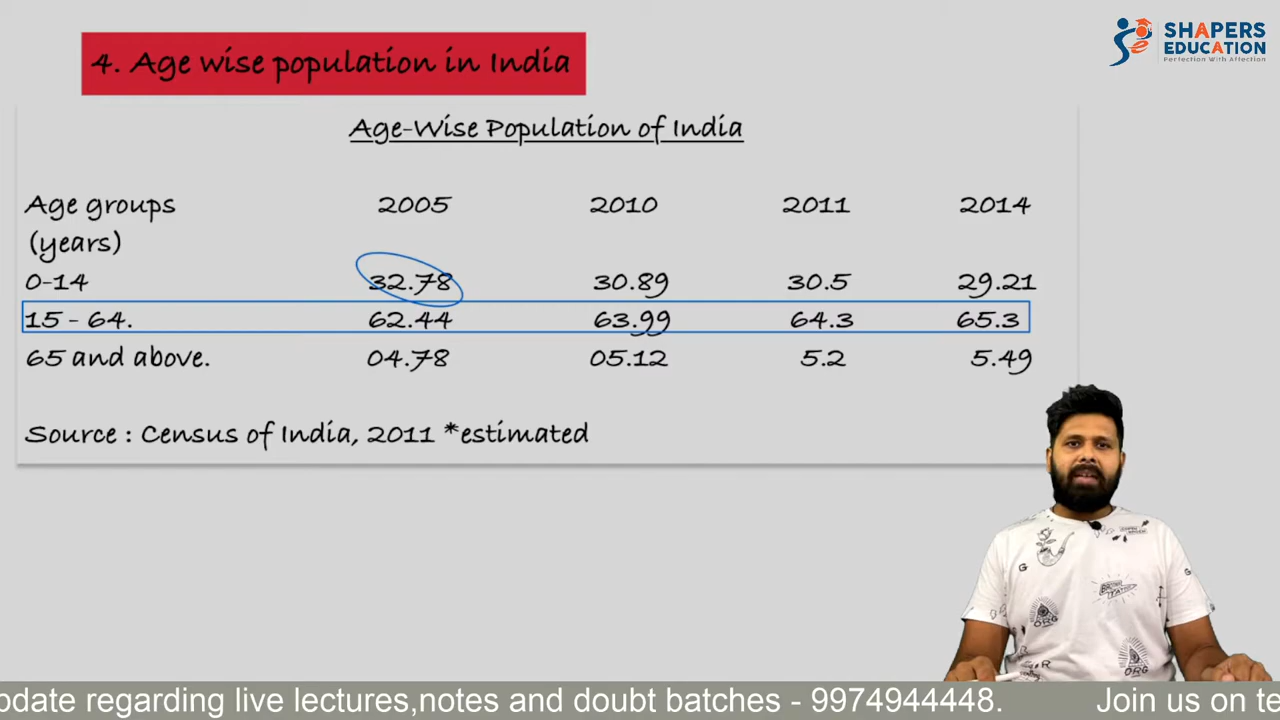 4. Age wise population in India
SHAPERS
EDUCATION
Perfection With Affection
Age-Wise Population of India
Age groups 2005 2010 2011 2014
(years)
0-14 32.78 30.89 30.5 29.21
15 - 64. 62.44 63.99 64.3 65.3
65 and above. 04.78 05.12 5.2 5.49
Source : Census of India, 2011 *estimated
pdate regarding live lectures,notes and doubt batches - 9974944448. Join us on te